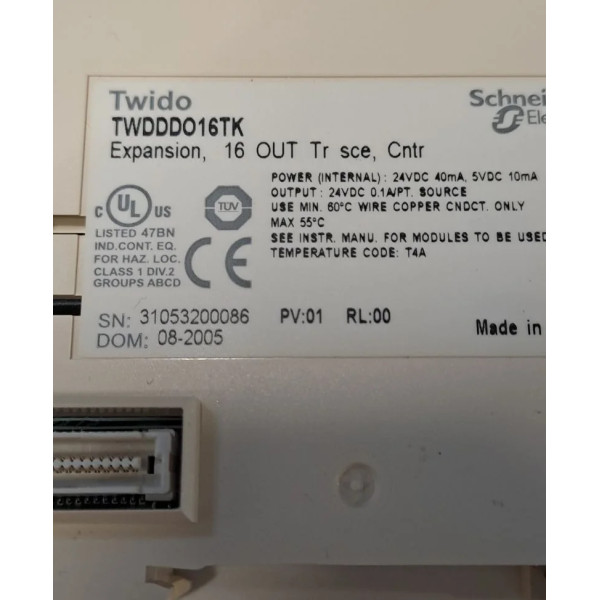 Twido
TWDDDO16TK
Expansion, 16 OUT Tr sce, Cntr
Schnei
Ele
POWER (INTERNAL) : 24VDC 40mA, 5VDC 10mA
OUTPUT : 24VDC 0.1A/PT. SOURCE
USE MIN. 60°C WIRE COPPER CNDCT. ONLY
MAX 55°C
SEE INSTR. MANU. FOR MODULES TO BE USED
TEMPERATURE CODE: T4A
C UL US
LISTED 47BN
IND.CONT. EQ.
FOR HAZ. LOC.
CLASS 1 DIV.2
GROUPS ABCD
TÜV
CE
SN: 31053200086 PV:01 RL:00
DOM: 08-2005
Made in